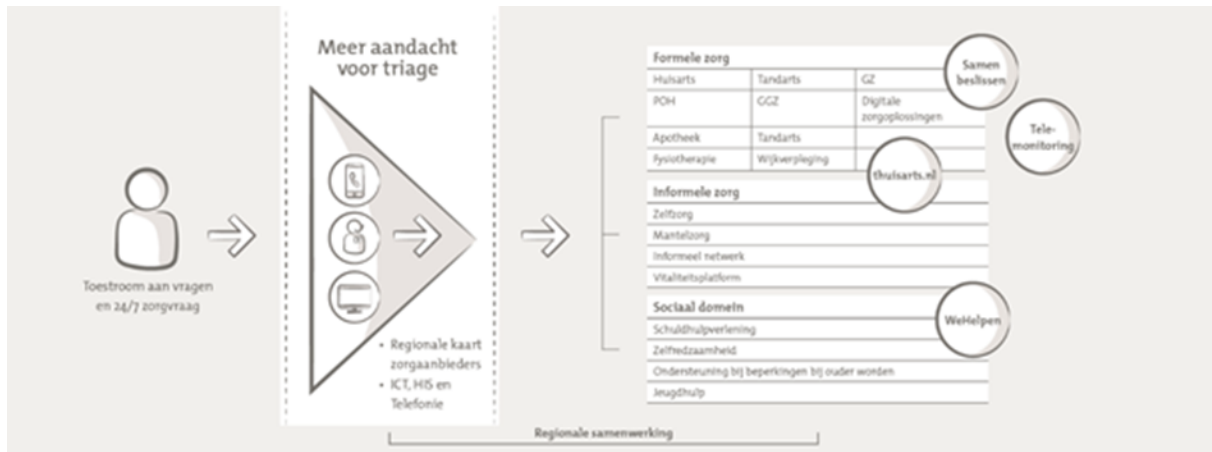 Meer aandacht
voor triage
Toestroom aan vragen
en 24/7 zorgvraag
• Regionale kaart
zorgaanbieders
• ICT, HIS en
Telefonie
Formele zorg
Huisarts Tandarts GZ
POH GGZ Digitale
zorgoplossingen
Apotheek Tandarts
Fysiotherapie Wijkverpleging
Samen
beslissen
Tele-
monitoring
thuisarts.nl
Informele zorg
Zelfzorg
Mantelzorg
Informeel netwerk
Vitaliteitsplatform
Sociaal domein
Schuldhulpverlening
Zelfredzaamheid
Ondersteuning bij beperkingen bij ouder worden
Jeugdhulp
WeHelpen
Regionale samenwerking